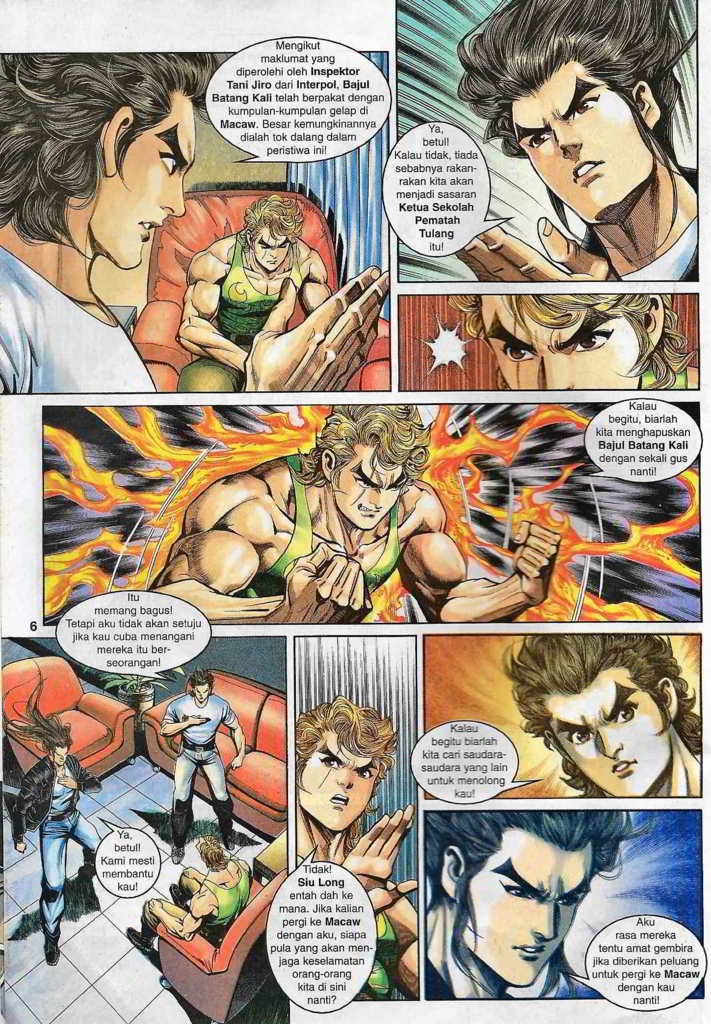 Mengikut
maklumat yang
diperolehi oleh Inspektor
Tani Jiro dari Interpol, Bajul
Batang Kali telah berpakat dengan
kumpulan-kumpulan gelap di
Macaw. Besar kemungkinannya
dialah tok dalang dalam
peristiwa ini!
Ya,
betul!
Kalau tidak, tiada
sebabnya rakan-
rakan kita akan
menjadi sasaran
Ketua Sekolah
Pematah
Tulang
itu!
Kalau
begitu, biarlah
kita menghapuskan
Bajul Batang Kali
dengan sekali gus
nanti!
Itu
memang bagus!
Tetapi aku tidak akan setuju
jika kau cuba menangani
mereka itu ber-
seorangan!
6
Ya,
betul!
Kami mesti
membantu
kau!
Tidak!
Siu Long
entah dah ke
mana. Jika kalian
pergi ke Macaw
dengan aku, siapa
pula yang akan men-
jaga keselamatan
orang-orang
kita di sini
nanti?
Kalau
begitu biarlah
kita cari saudara-
saudara yang lain
untuk menolong
kau!
Aku
rasa mereka
tentu amat gembira
jika diberikan peluang
untuk pergi ke Macaw
dengan kau nanti!